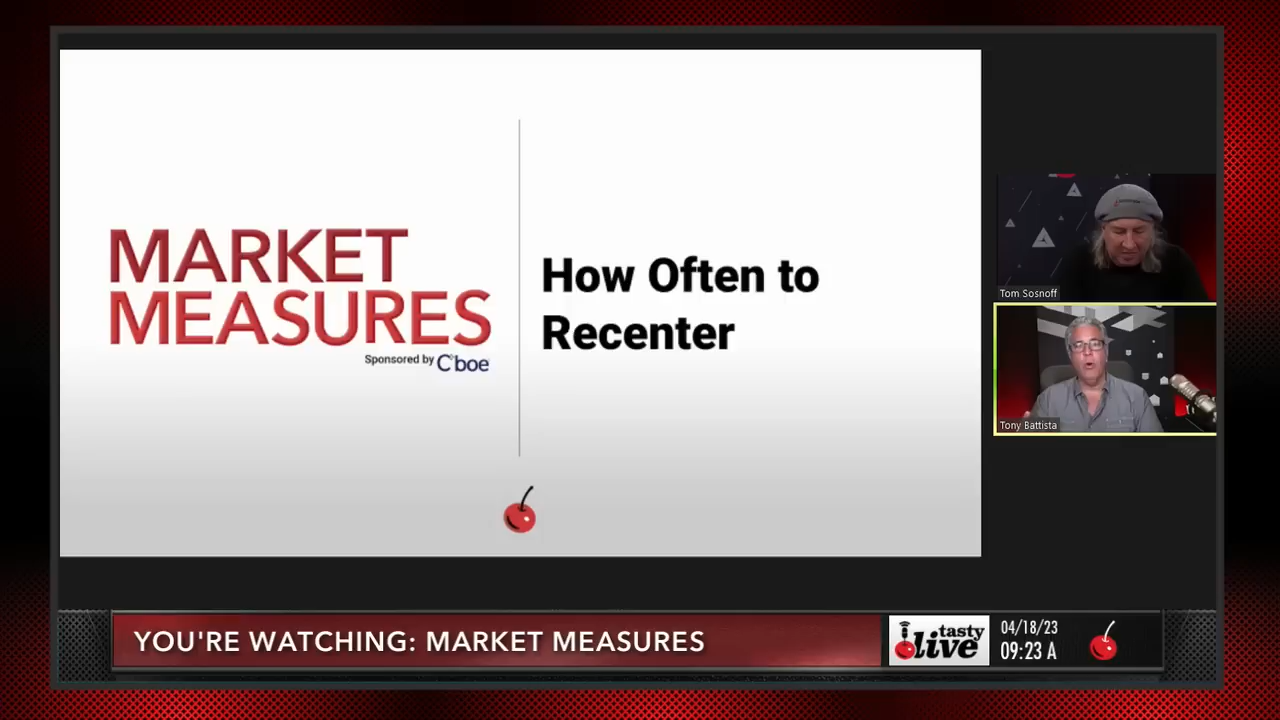 MARKET
MEASURES
Sponsored by Cboe
How Often to
Recenter
Tom Sosnoff
Tony Battista
YOU'RE WATCHING: MARKET MEASURES
tasty
live
04/18/23
09:23 A